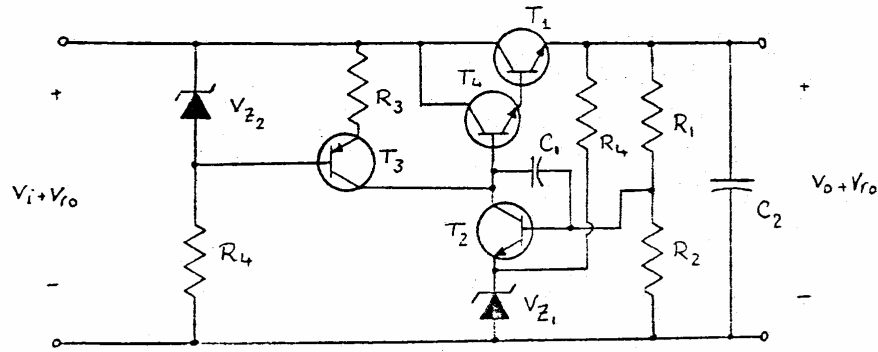 T1
T4
R3
VZ2
+
+
C1
R4
R1
T3
Vi+Vro
Vo+Vro
C2
T2
R4
R2
-
VZ1
-